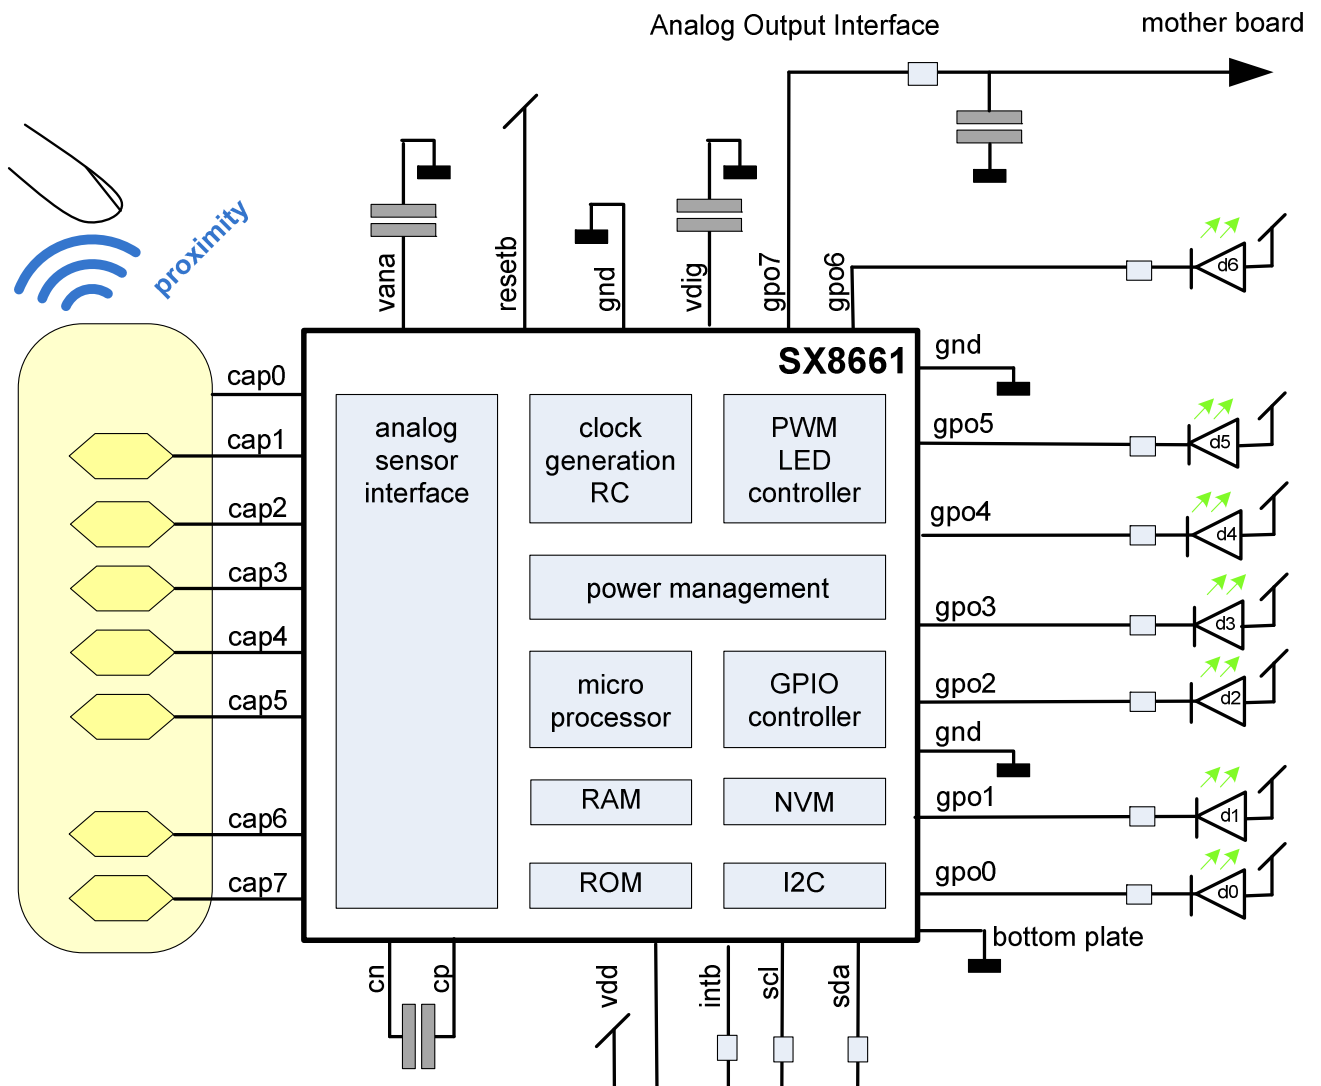 Analog Output Interface
mother board
proximity
vana
resetb
gnd
vdig
gpo7
gpo6
d6
SX8661
gnd
cap0
cap1
cap2
cap3
cap4
cap5
cap6
cap7
analog
sensor
interface
clock
generation
RC
PWM
LED
controller
power management
micro
processor
GPIO
controller
RAM
NVM
ROM
I2C
gpo5
d5
gpo4
d4
gpo3
d3
gpo2
d2
gnd
gpo1
d1
gpo0
d0
bottom plate
cn
cp
vdd
intb
scl
sda